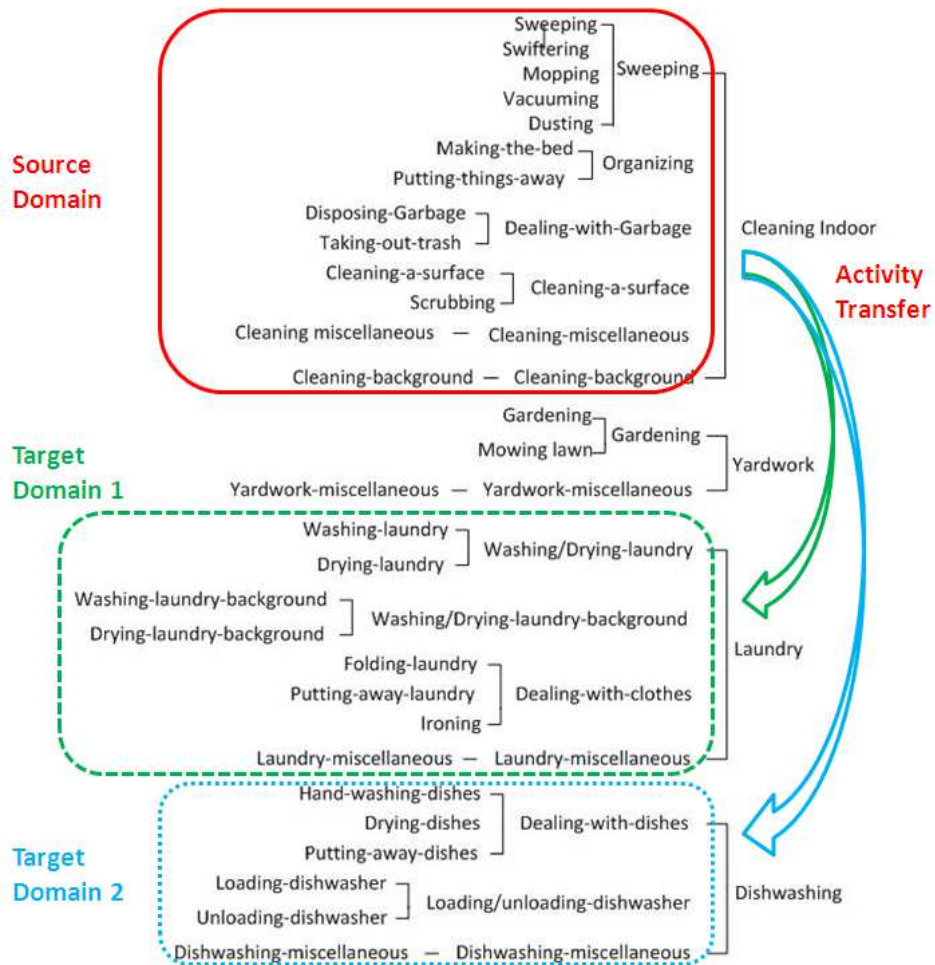 Sweeping
Swiftering
Mopping
Vacuuming
Dusting
Sweeping
Making-the-bed
Putting-things-away
Organizing
Source
Domain
Disposing-Garbage
Taking-out-trash
Dealing-with-Garbage
Cleaning Indoor
Cleaning-a-surface
Scrubbing
Cleaning-a-surface
Activity
Transfer
Cleaning miscellaneous — Cleaning-miscellaneous
Cleaning-background — Cleaning-background
Gardening
Mowing lawn
Gardening
Target
Domain 1
Yardwork
Yardwork-miscellaneous — Yardwork-miscellaneous
Washing-laundry
Drying-laundry
Washing/Drying-laundry
Washing-laundry-background
Drying-laundry-background
Washing/Drying-laundry-background
Laundry
Folding-laundry
Putting-away-laundry
Ironing
Dealing-with-clothes
Laundry-miscellaneous — Laundry-miscellaneous
Hand-washing-dishes
Drying-dishes
Putting-away-dishes
Dealing-with-dishes
Target
Domain 2
Loading-dishwasher
Unloading-dishwasher
Loading/unloading-dishwasher
Dishwashing
Dishwashing-miscellaneous — Dishwashing-miscellaneous